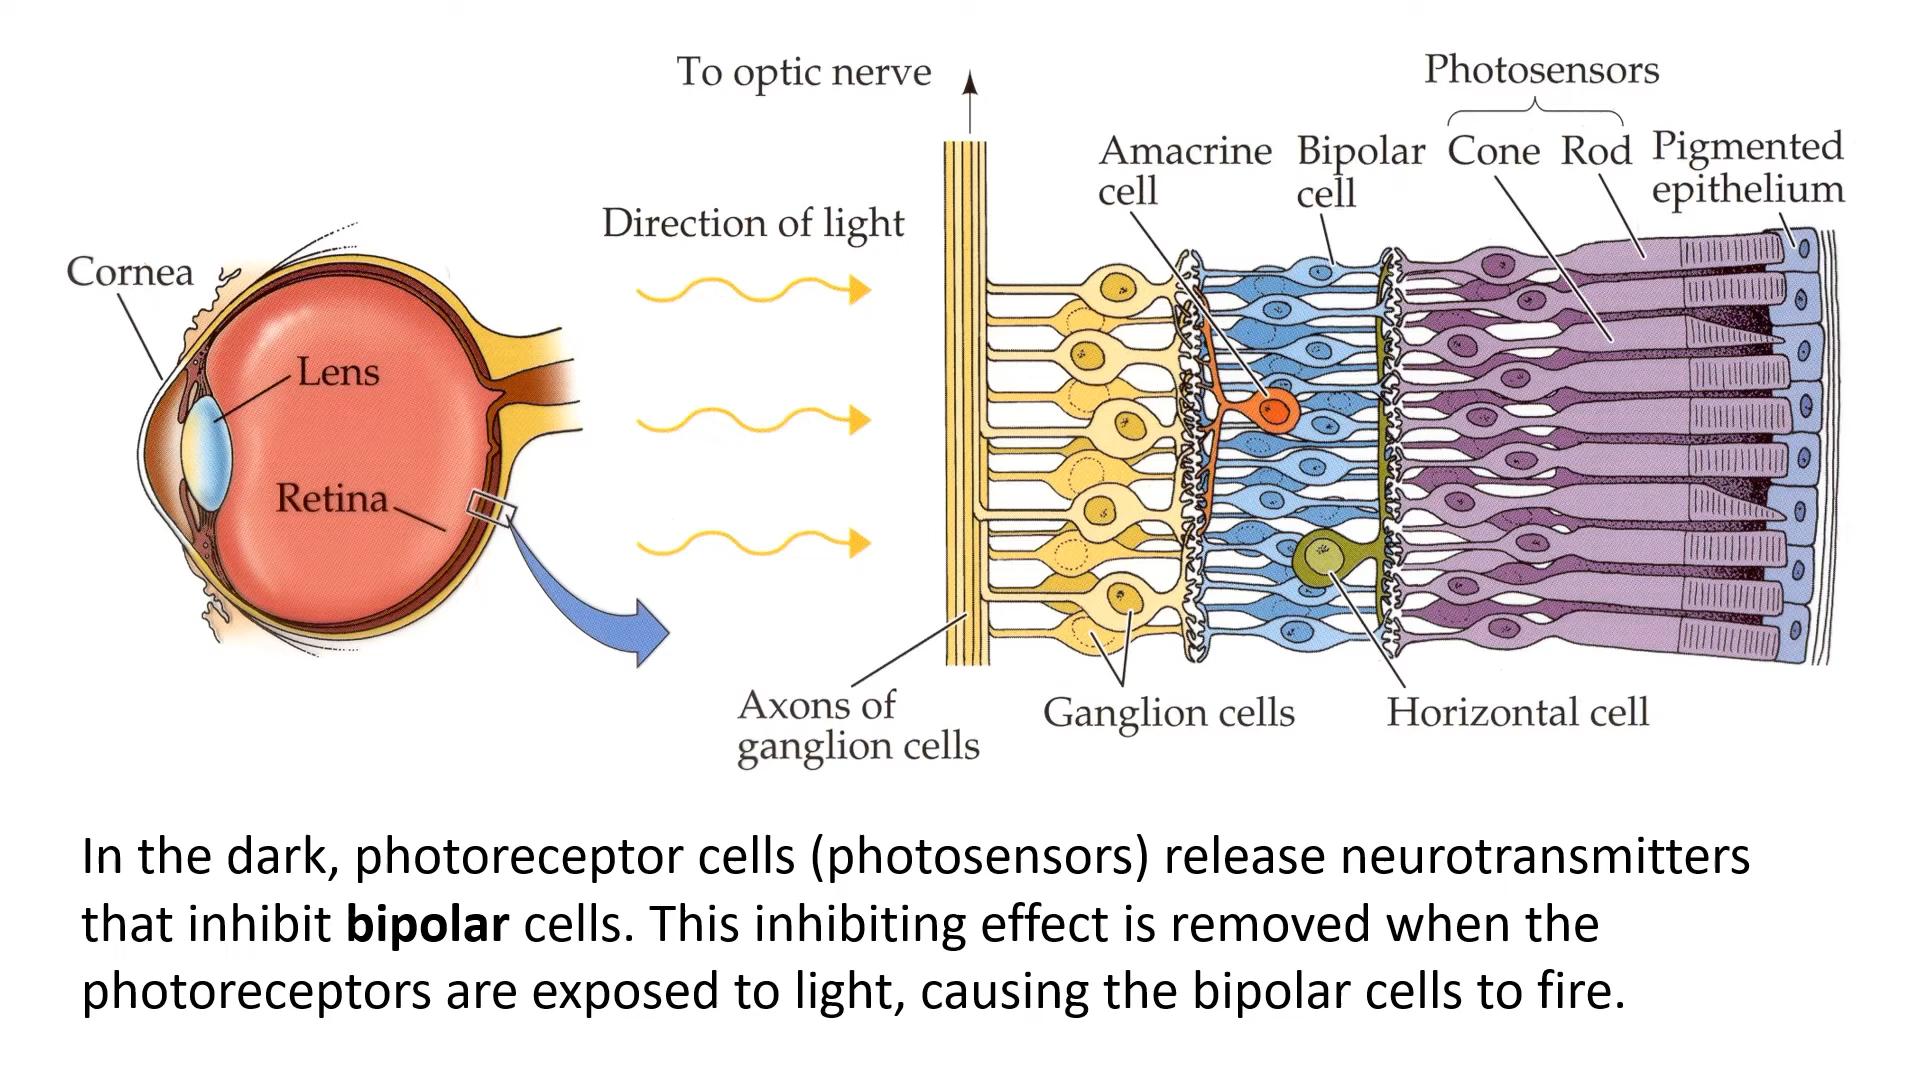 To optic nerve
Photosensors
Amacrine
cell
Bipolar
cell
Cone
Rod
Pigmented
epithelium
Direction of light
Cornea
Lens
Retina
Axons of
ganglion cells
Ganglion cells
Horizontal cell
In the dark, photoreceptor cells (photosensors) release neurotransmitters
that inhibit bipolar cells. This inhibiting effect is removed when the
photoreceptors are exposed to light, causing the bipolar cells to fire.